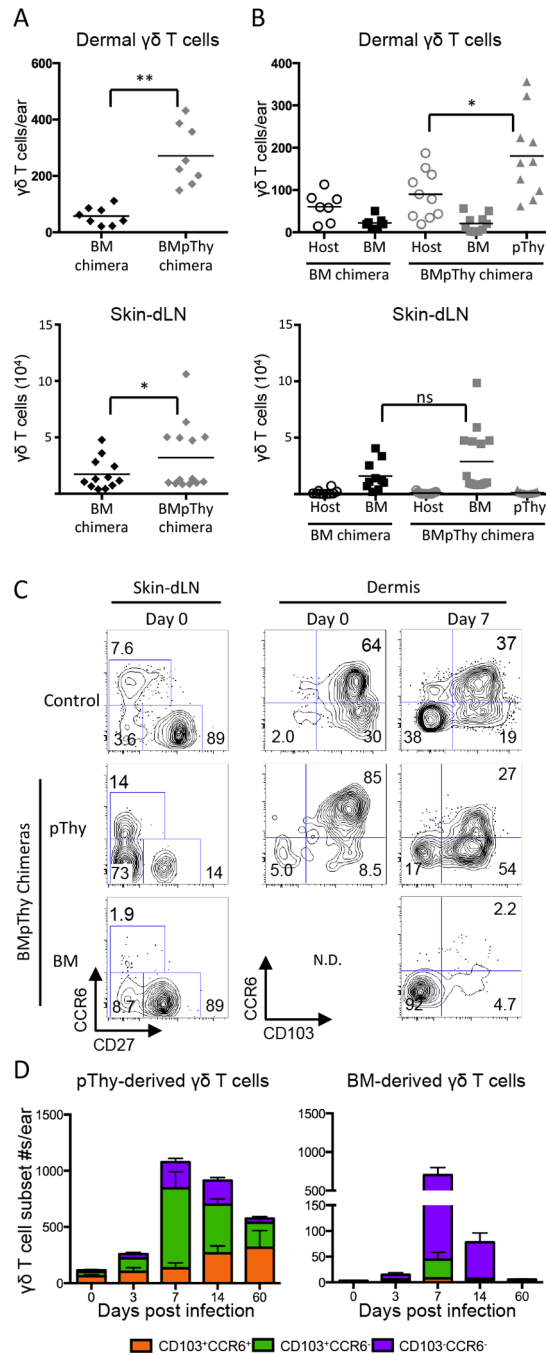 A
B
Dermal γδ T cells
Dermal γδ T cells
γδ T cells/ear
600
400
200
0
**
BM chimera
BMpThy chimera
γδ T cells/ear
400
300
200
100
0
*
Host BM Host BM pThy
BM chimera BMpThy chimera
Skin-dLN
Skin-dLN
γδ T cells (10⁴)
15
10
5
0
*
BM chimera
BMpThy chimera
γδ T cells (10⁴)
15
10
5
0
ns
Host BM Host BM pThy
BM chimera BMpThy chimera
C
Skin-dLN Dermis
Day 0 Day 0 Day 7
Control
7.6
3.6 89
64
2.0 30
37
38 19
BMpThy Chimeras
pThy
14
73 14
85
5.0 8.5
27
17 54
BM
1.9
8.7 89
N.D.
2.2
92 4.7
CCR6
CD27
CCR6
CD103
D
pThy-derived γδ T cells
BM-derived γδ T cells
γδ T cell subset #s/ear
1500
1000
500
0
0 3 7 14 60
Days post infection
1500
1000
500
100
50
0
0 3 7 14 60
Days post infection
CD103⁺CCR6⁺ CD103⁺CCR6⁻ CD103⁻CCR6⁻